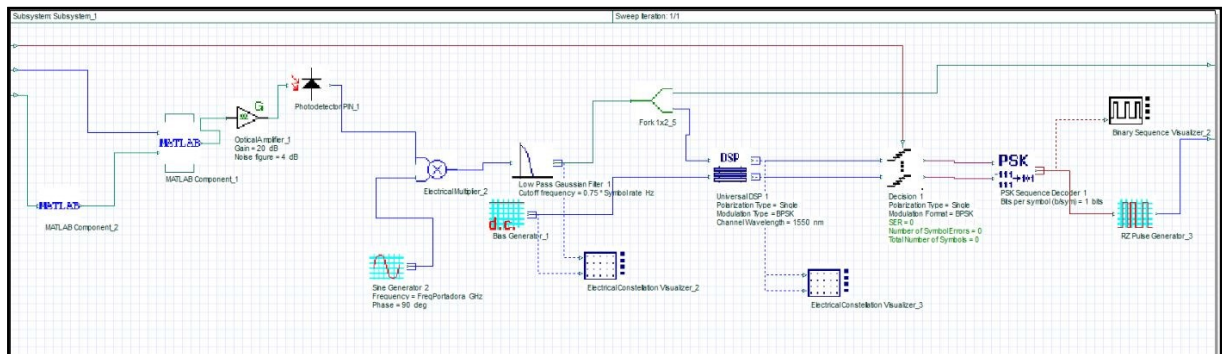 Subsystem: Subsystem_1
Sweep Iteration: 1/1
MATLAB
MATLAB Component_2
MATLAB
MATLAB Component_1
G
Optical Amplifier_1
Gain = 20 dB
Noise figure = 4 dB
Photodetector PIN_1
Electrical Multiplier_2
Sine Generator 2
Frequency = FreqPortadora GHz
Phase = 90 deg
Low Pass Gaussian Filter 1
Cutoff frequency = 0.75 * Symbol rate Hz
d.c.
Bias Generator_1
Electrical Constellation Visualizer_2
Fork 1x2_5
DSP
Universal DSP 1
Polarization Type = Single
Modulation Type = BPSK
Channel Wavelength = 1550 nm
Electrical Constellation Visualizer_3
Decision 1
Polarization Type = Single
Modulation Format = BPSK
SER = 0
Number of Symbol Errors = 0
Total Number of Symbols = 0
PSK
PSK Sequence Decoder 1
Bits per symbol (b/sym) = 1 bits
Binary Sequence Visualizer_2
RZ Pulse Generator_3